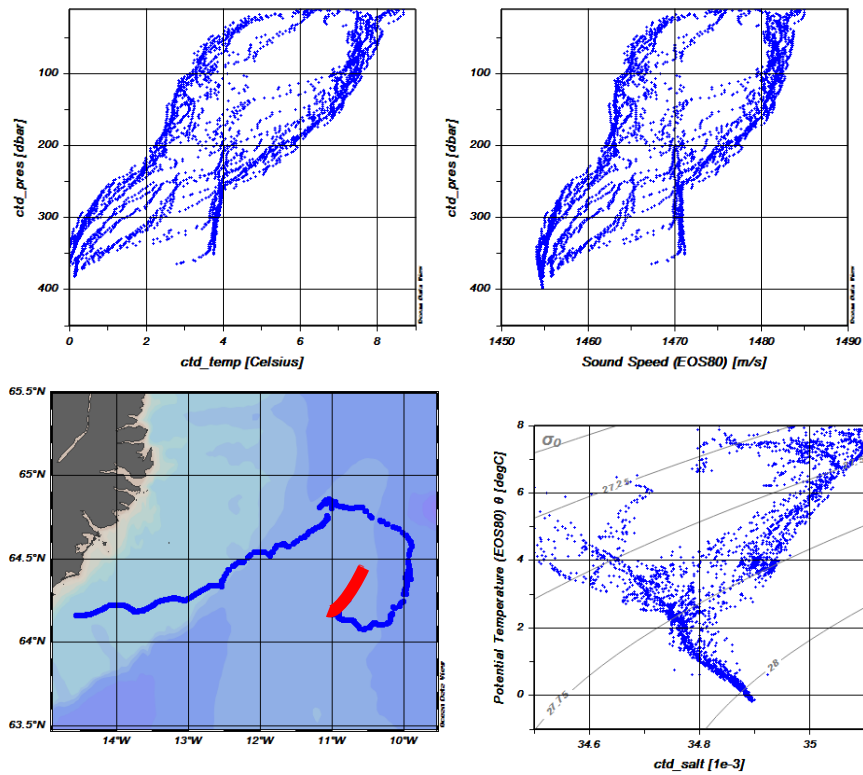 100
200
300
400
ctd_pres [dbar]
0
2
4
6
8
ctd_temp [Celsius]
Ocean Data View
100
200
300
400
ctd_pres [dbar]
1450
1460
1470
1480
1490
Sound Speed (EOS80) [m/s]
Ocean Data View
65.5°N
65°N
64.5°N
64°N
63.5°N
14°W
13°W
12°W
11°W
10°W
Ocean Data View
8
6
4
2
0
Potential Temperature (EOS80) θ [degC]
σ0
27.25
27.75
28
34.6
34.8
35
ctd_salt [1e-3]